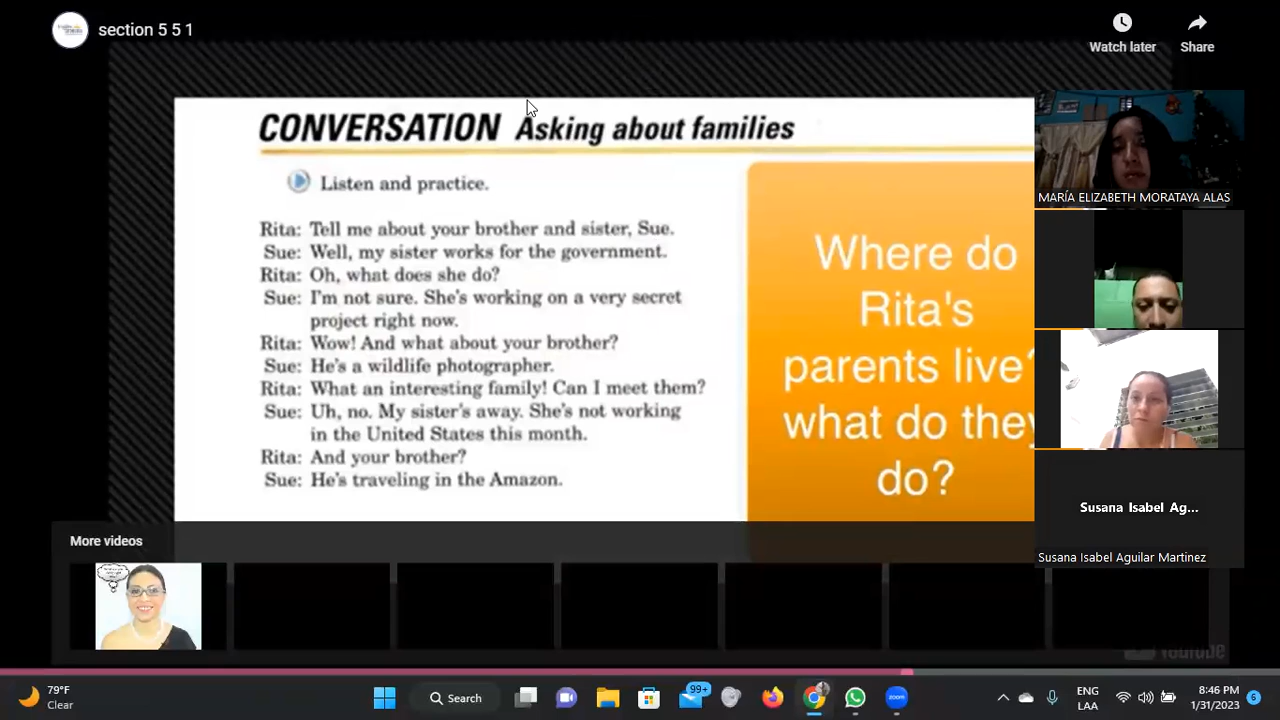 section 5 5 1
Watch later
Share
CONVERSATION Asking about families
Listen and practice.
Rita: Tell me about your brother and sister, Sue.
Sue: Well, my sister works for the government.
Rita: Oh, what does she do?
Sue: I'm not sure. She's working on a very secret
project right now.
Rita: Wow! And what about your brother?
Sue: He's a wildlife photographer.
Rita: What an interesting family! Can I meet them?
Sue: Uh, no. My sister's away. She's not working
in the United States this month.
Rita: And your brother?
Sue: He's traveling in the Amazon.
Where do
Rita's
parents live?
what do they
do?
MARÍA ELIZABETH MORATAYA ALAS
Susana Isabel Ag...
Susana Isabel Aguilar Martinez
More videos
YouTube
79°F
Clear
Search
99+
ENG
LAA
8:46 PM
1/31/2023
6
zoom